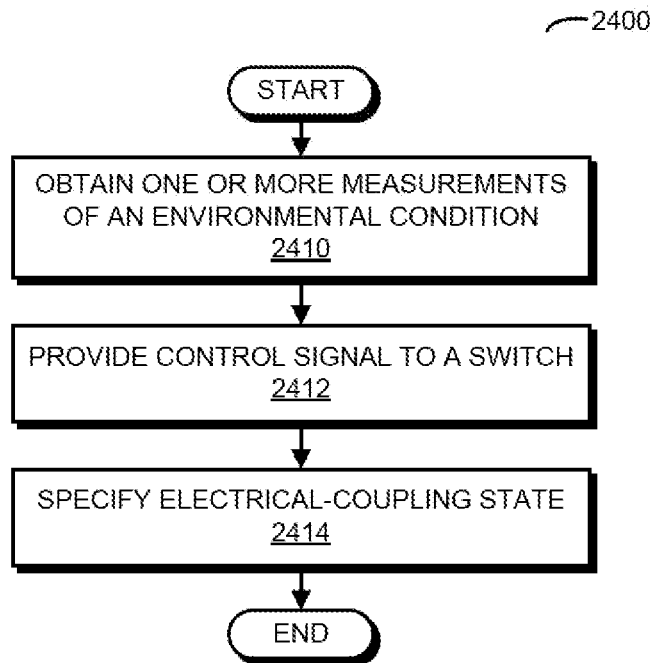 2400
START
OBTAIN ONE OR MORE MEASUREMENTS
OF AN ENVIRONMENTAL CONDITION
2410
PROVIDE CONTROL SIGNAL TO A SWITCH
2412
SPECIFY ELECTRICAL-COUPLING STATE
2414
END